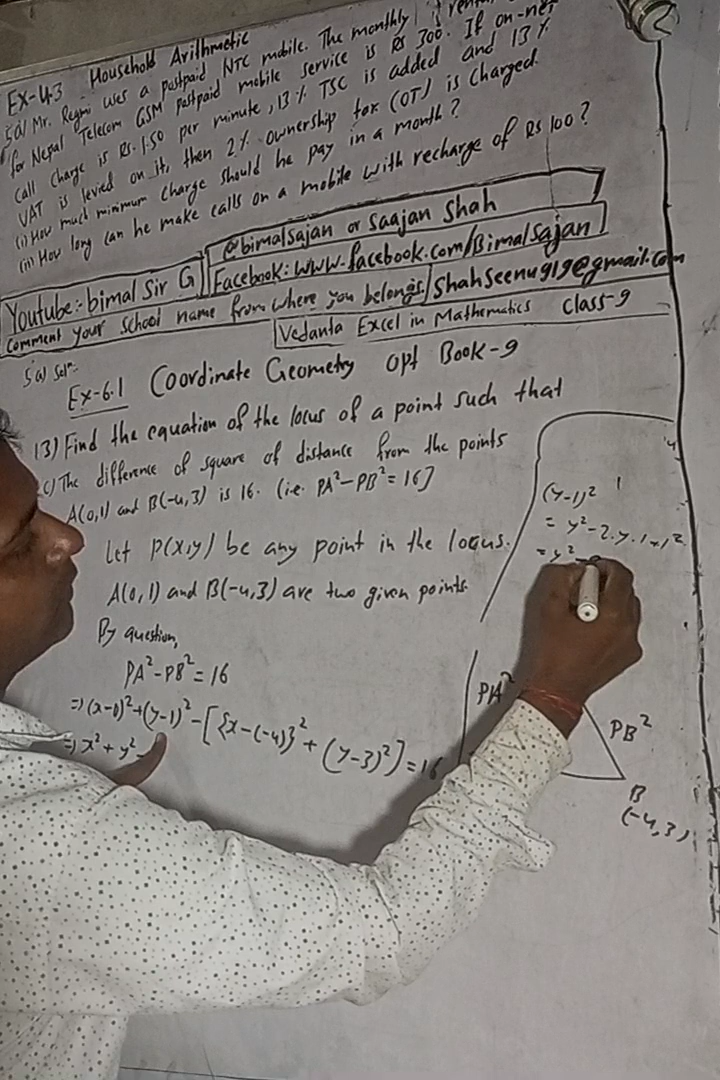 EX-4.3 Household Arithmetic
5a) Mr. Regmi uses a postpaid NTC mobile. The monthly
for Nepal Telecom GSM postpaid mobile service is Rs 300. If on-net
call charge is Rs. 1.50 per minute, 13% TSC is added and 13%
VAT is levied on it, then 2% ownership tax (OT) is charged.
(i) How much minimum charge should he pay in a month?
(ii) How long can he make calls on a mobile with recharge of Rs 100?
@bimalsajan or Saajan Shah
Youtube:- bimal Sir G
Facebook: www.facebook.com/Bimalsajan
Comment your school name from where you belongs.
Shahseenu919@gmail.com
Vedanta Excel in Mathematics Class-9
5a) Solⁿ:-
Ex-6.1 Coordinate Geometry opt Book-9
13) Find the equation of the locus of a point such that
c) The difference of square of distance from the points
A(0,1) and B(-4,3) is 16. (i.e. PA²-PB²=16]
Let P(x,y) be any point in the locus.
A(0,1) and B(-4,3) are two given points
By question,
PA²-PB²=16
=> (x-0)²+(y-1)²-[{x-(-4)}²+(y-3)²]=16
=> x²+y²-
(y-1)²
= y²-2.y.1+1²
= y²-
PA²
PB²
B
(-4,3)